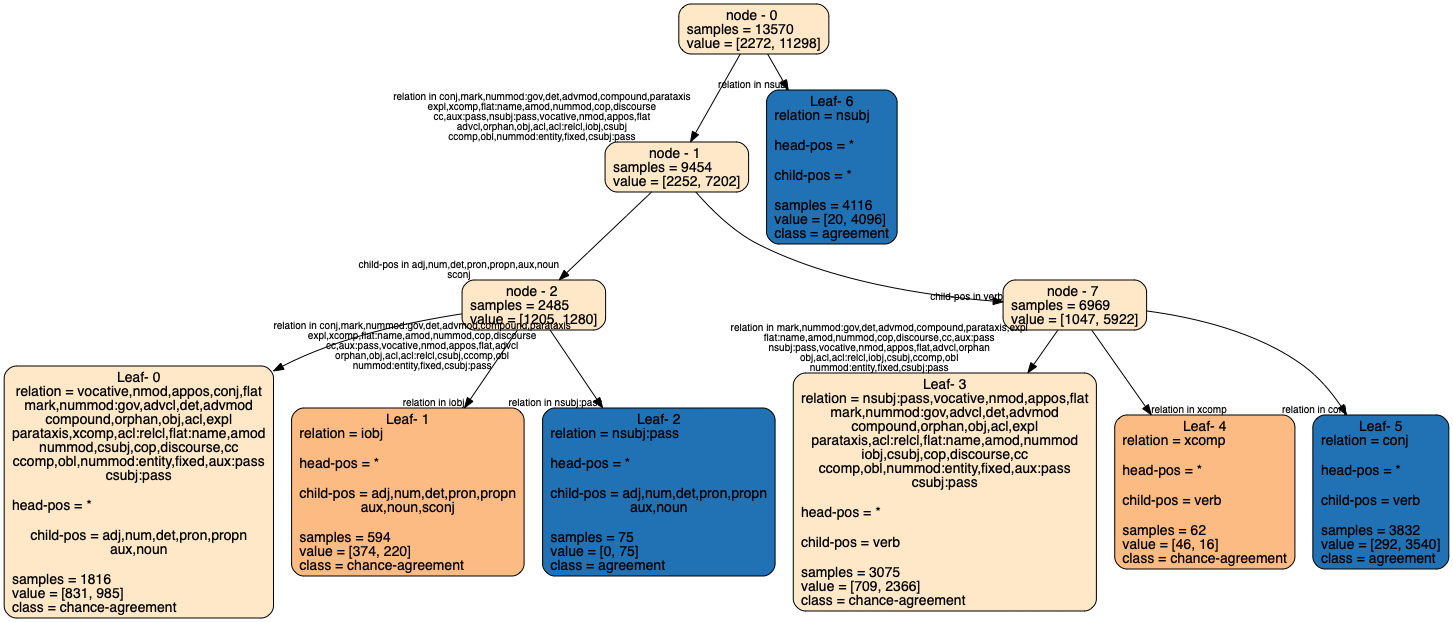 node - 0
samples = 13570
value = [2272, 11298]
relation in conj,mark,nummod:gov,det,advmod,compound,parataxis
expl,xcomp,flat:name,amod,nummod,cop,discourse
cc,aux:pass,nsubj:pass,vocative,nmod,appos,flat
advcl,orphan,obj,acl,acl:relcl,iobj,csubj
ccomp,obl,nummod:entity,fixed,csubj:pass
relation in nsubj
Leaf- 6
relation = nsubj
head-pos = *
child-pos = *
samples = 4116
value = [20, 4096]
class = agreement
node - 1
samples = 9454
value = [2252, 7202]
child-pos in adj,num,det,pron,propn,aux,noun
sconj
child-pos in verb
node - 2
samples = 2485
value = [1205, 1280]
node - 7
samples = 6969
value = [1047, 5922]
relation in conj,mark,nummod:gov,det,advmod,compound,parataxis
expl,xcomp,flat:name,amod,nummod,cop,discourse
cc,aux:pass,vocative,nmod,appos,flat,advcl
orphan,obj,acl,acl:relcl,csubj,ccomp,obl
nummod:entity,fixed,csubj:pass
relation in iobj
relation in nsubj:pass
relation in mark,nummod:gov,det,advmod,compound,parataxis,expl
flat:name,amod,nummod,cop,discourse,cc,aux:pass
nsubj:pass,vocative,nmod,appos,flat,advcl,orphan
obj,acl,acl:relcl,iobj,csubj,ccomp,obl
nummod:entity,fixed,csubj:pass
relation in xcomp
relation in conj
Leaf- 0
relation = vocative,nmod,appos,conj,flat
mark,nummod:gov,advcl,det,advmod
compound,orphan,obj,acl,expl
parataxis,xcomp,acl:relcl,flat:name,amod
nummod,csubj,cop,discourse,cc
ccomp,obl,nummod:entity,fixed,aux:pass
csubj:pass
head-pos = *
child-pos = adj,num,det,pron,propn
aux,noun
samples = 1816
value = [831, 985]
class = chance-agreement
Leaf- 1
relation = iobj
head-pos = *
child-pos = adj,num,det,pron,propn
aux,noun,sconj
samples = 594
value = [374, 220]
class = chance-agreement
Leaf- 2
relation = nsubj:pass
head-pos = *
child-pos = adj,num,det,pron,propn
aux,noun
samples = 75
value = [0, 75]
class = agreement
Leaf- 3
relation = nsubj:pass,vocative,nmod,appos,flat
mark,nummod:gov,advcl,det,advmod
compound,orphan,obj,acl,expl
parataxis,acl:relcl,flat:name,amod,nummod
iobj,csubj,cop,discourse,cc
ccomp,obl,nummod:entity,fixed,aux:pass
csubj:pass
head-pos = *
child-pos = verb
samples = 3075
value = [709, 2366]
class = chance-agreement
Leaf- 4
relation = xcomp
head-pos = *
child-pos = verb
samples = 62
value = [46, 16]
class = chance-agreement
Leaf- 5
relation = conj
head-pos = *
child-pos = verb
samples = 3832
value = [292, 3540]
class = agreement